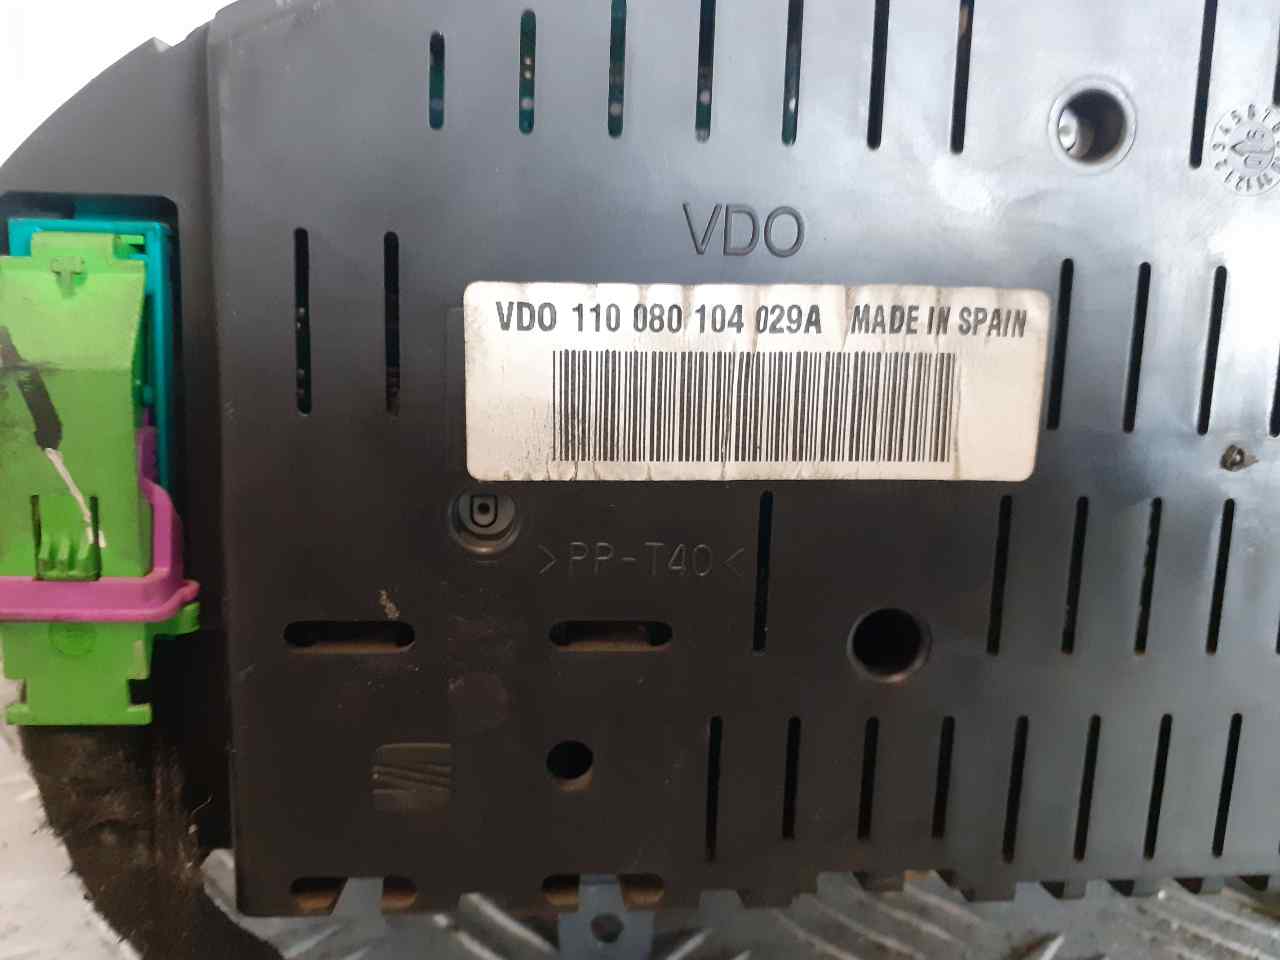 VDO
VDO 110 080 104 029A MADE IN SPAIN
>PP-T40<